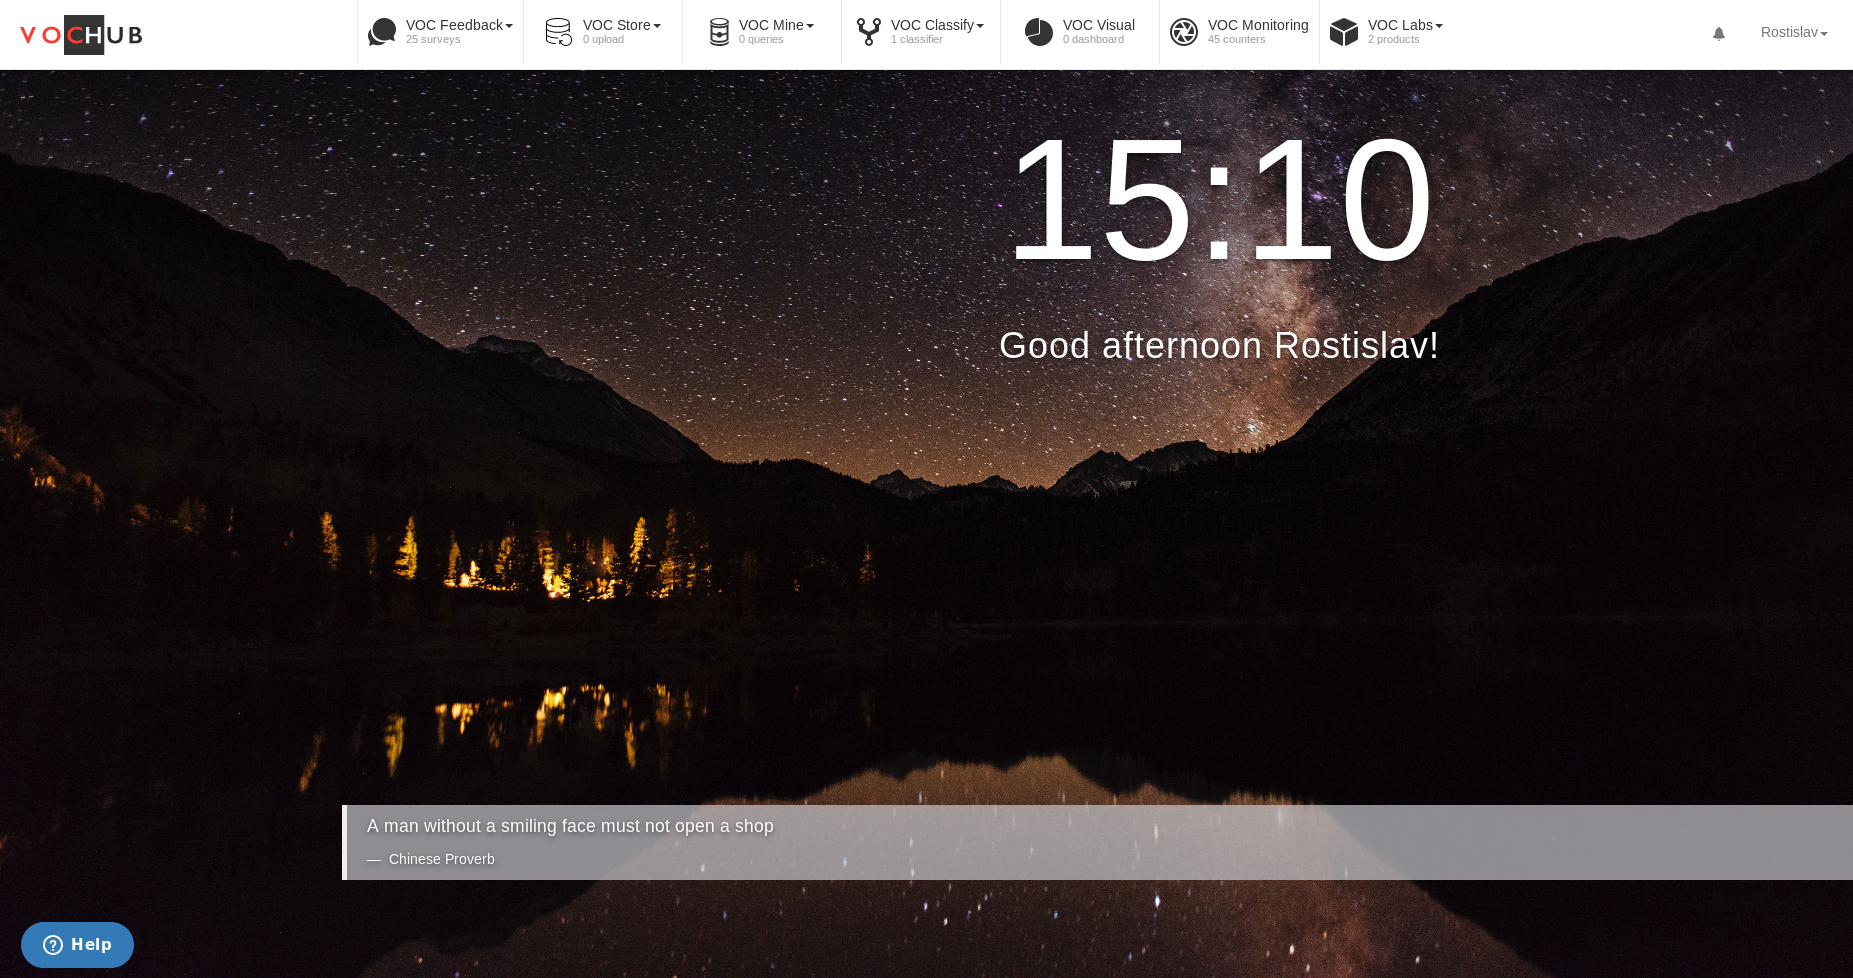 VOCHUB
VOC Feedback
25 surveys
VOC Store
0 upload
VOC Mine
0 queries
VOC Classify
1 classifier
VOC Visual
0 dashboard
VOC Monitoring
45 counters
VOC Labs
2 products
Rostislav
15:10
Good afternoon Rostislav!
A man without a smiling face must not open a shop
— Chinese Proverb
Help